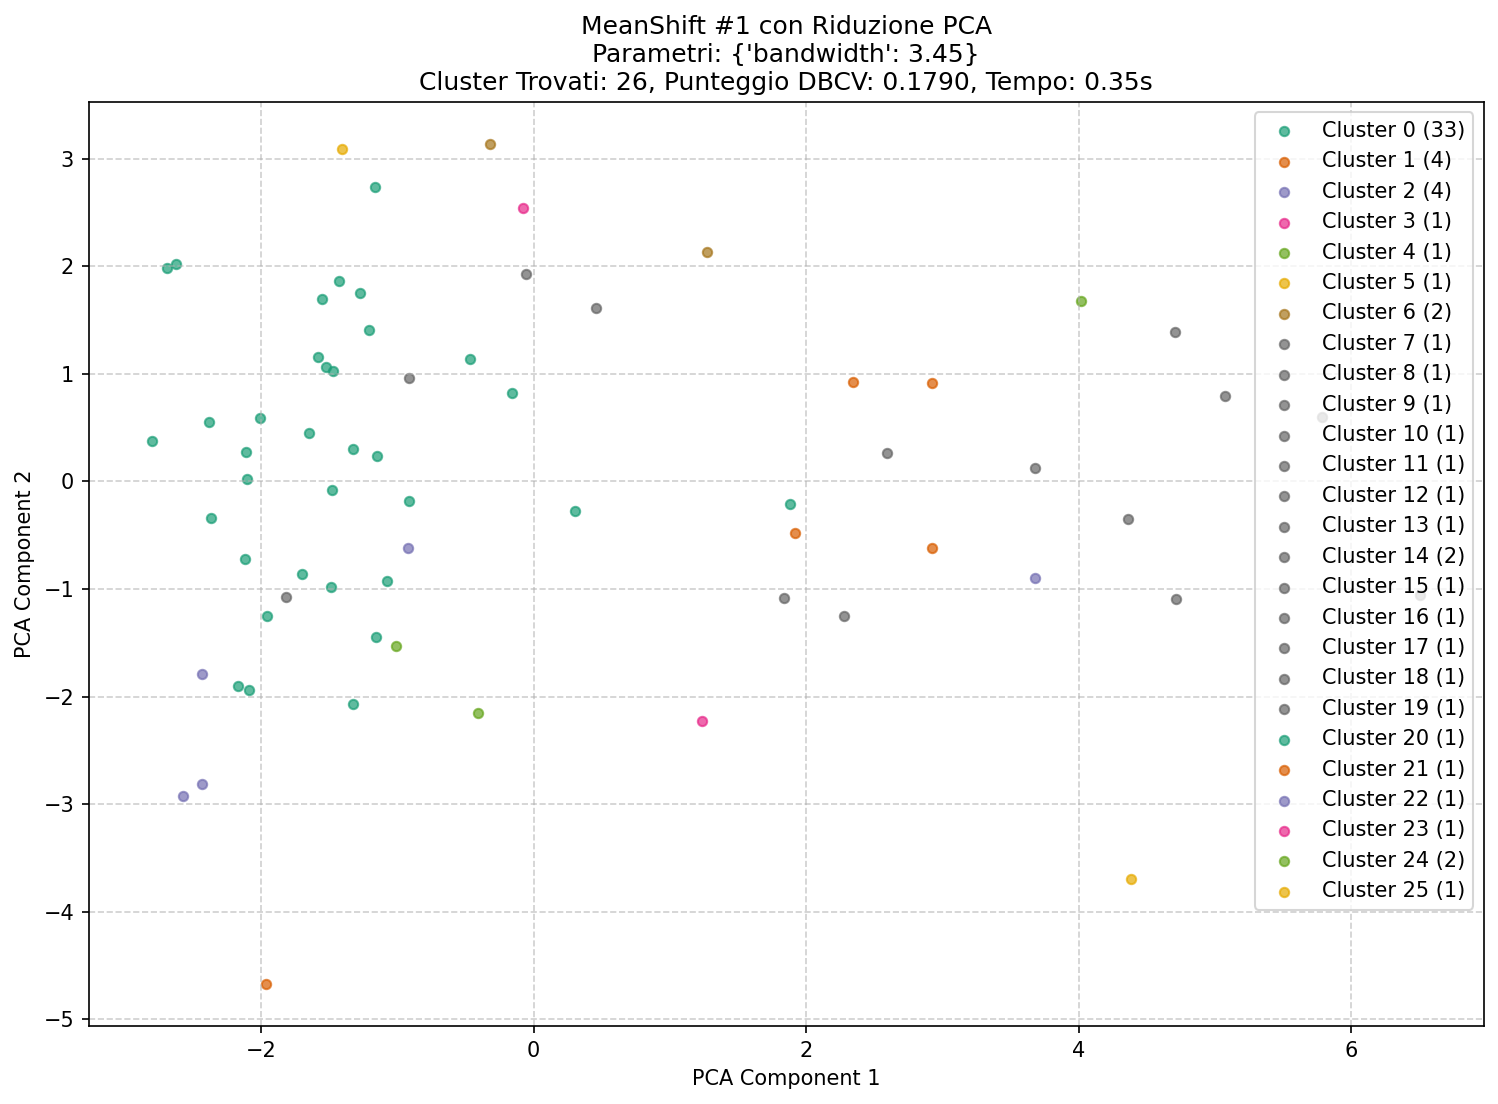 MeanShift #1 con Riduzione PCA
Parametri: {'bandwidth': 3.45}
Cluster Trovati: 26, Punteggio DBCV: 0.1790, Tempo: 0.35s
PCA Component 2
3
2
1
0
−1
−2
−3
−4
−5
Cluster 0 (33)
Cluster 1 (4)
Cluster 2 (4)
Cluster 3 (1)
Cluster 4 (1)
Cluster 5 (1)
Cluster 6 (2)
Cluster 7 (1)
Cluster 8 (1)
Cluster 9 (1)
Cluster 10 (1)
Cluster 11 (1)
Cluster 12 (1)
Cluster 13 (1)
Cluster 14 (2)
Cluster 15 (1)
Cluster 16 (1)
Cluster 17 (1)
Cluster 18 (1)
Cluster 19 (1)
Cluster 20 (1)
Cluster 21 (1)
Cluster 22 (1)
Cluster 23 (1)
Cluster 24 (2)
Cluster 25 (1)
−2 0 2 4 6
PCA Component 1